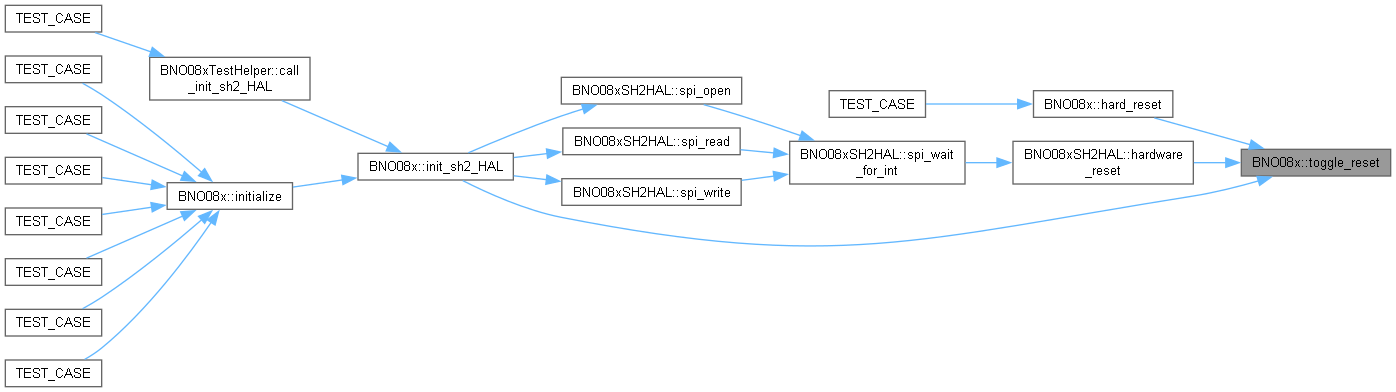 TEST_CASE
TEST_CASE
TEST_CASE
TEST_CASE
TEST_CASE
TEST_CASE
TEST_CASE
TEST_CASE
BNO08xTestHelper::call
_init_sh2_HAL
BNO08x::initialize
BNO08x::init_sh2_HAL
BNO08xSH2HAL::spi_open
BNO08xSH2HAL::spi_read
BNO08xSH2HAL::spi_write
TEST_CASE
BNO08xSH2HAL::spi_wait
_for_int
BNO08x::hard_reset
BNO08xSH2HAL::hardware
_reset
BNO08x::toggle_reset